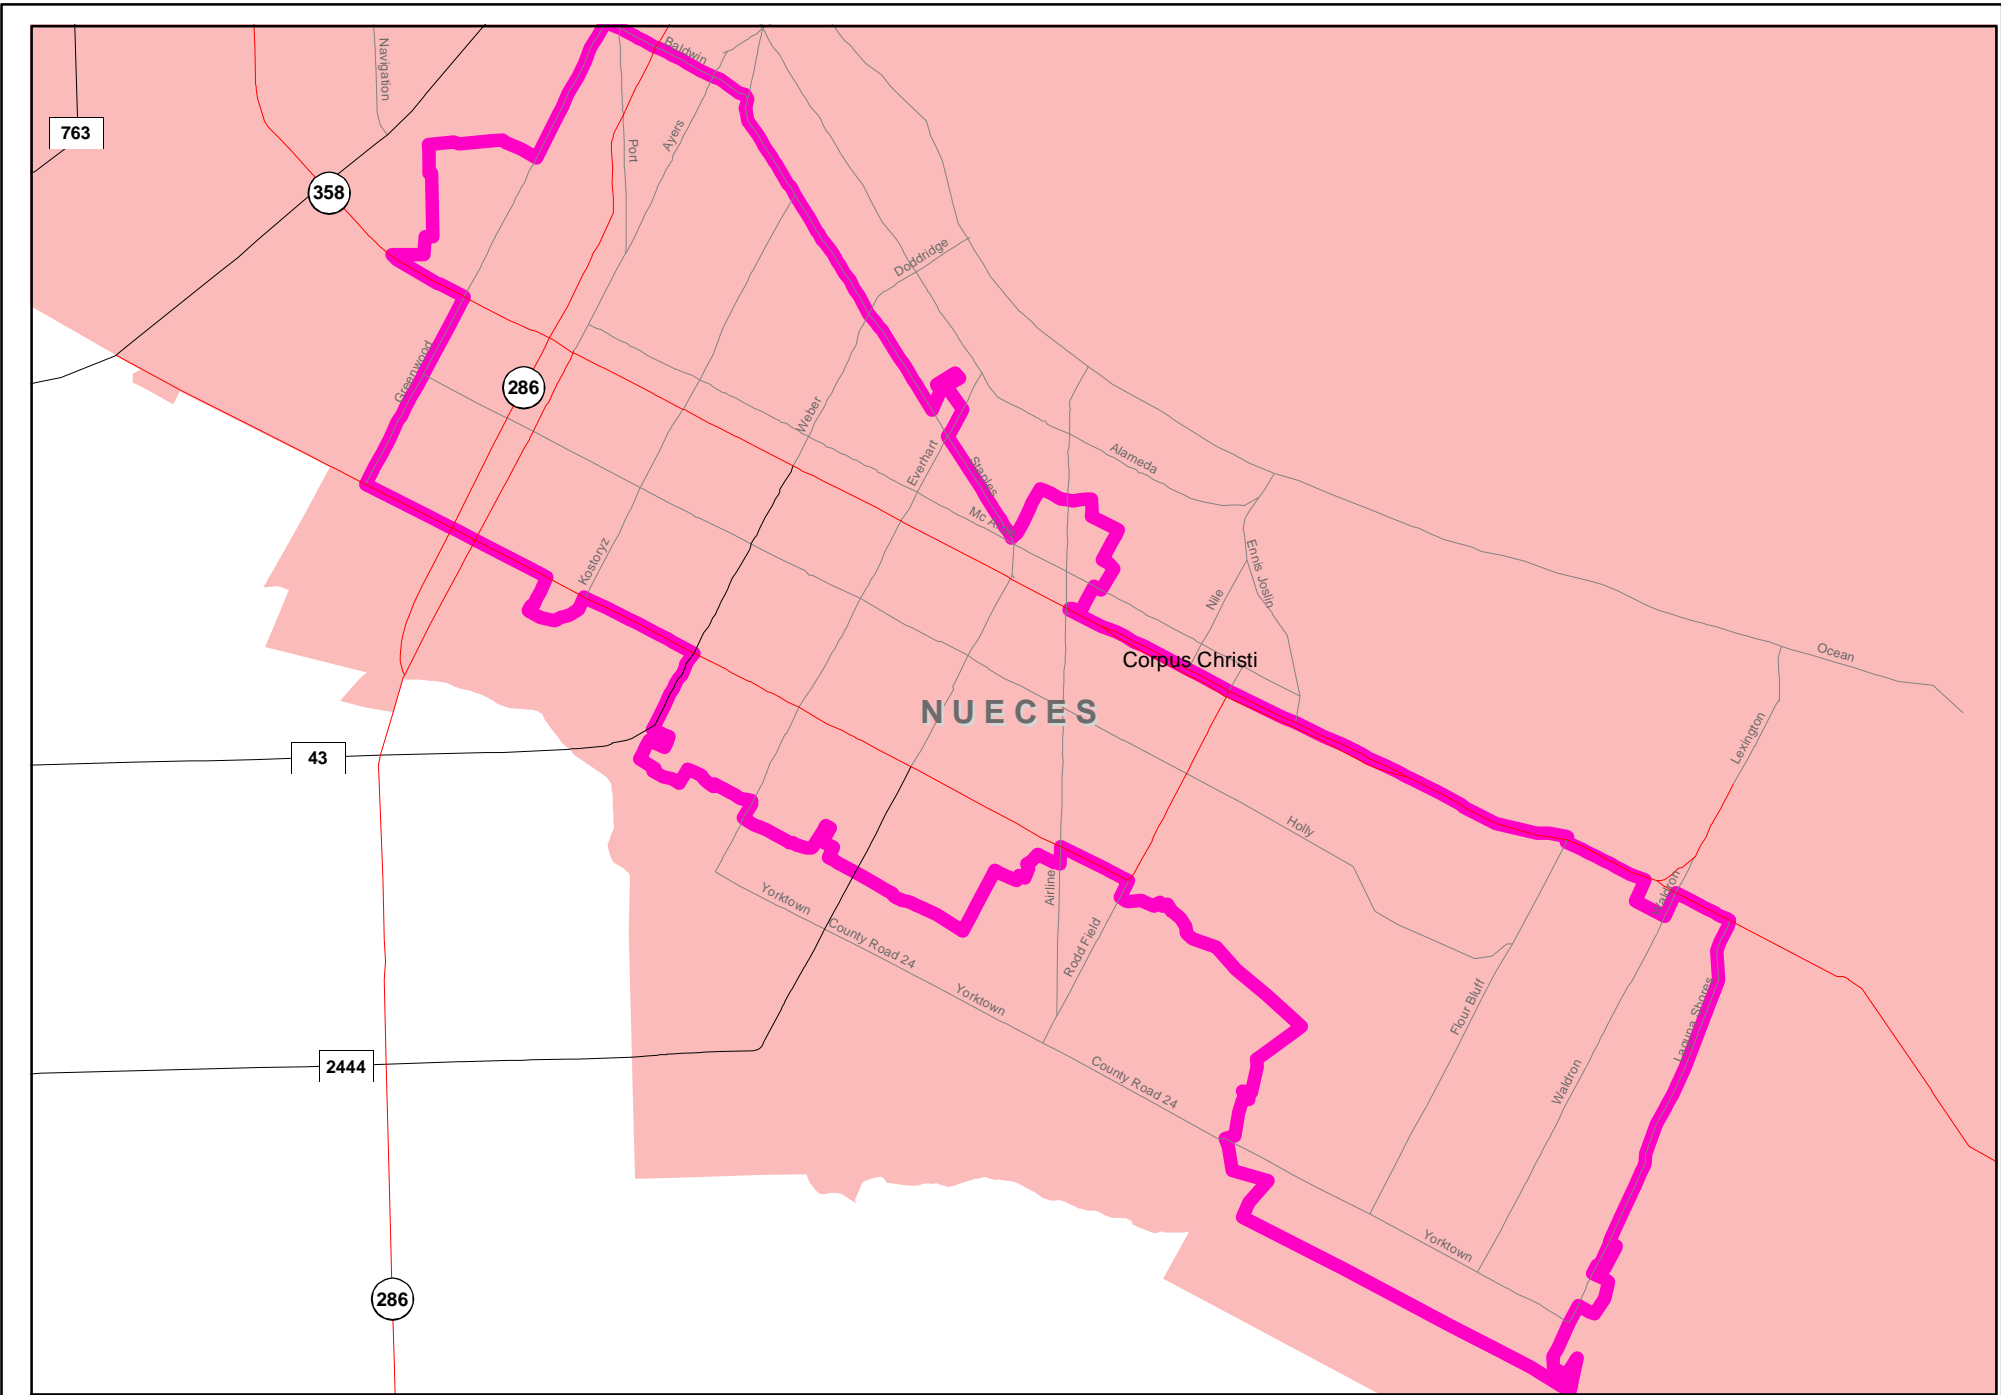 Navigation
Baldwin
763
Port
Ayers
358
Doddridge
Greenwood
286
Weber
Everhart
Alameda
Staples
Mc
Kostoryz
Ennis Joslin
Nile
Corpus Christi
Ocean
NUECES
Lexington
43
Holly
Airline
Waldron
Yorktown
County Road 24
Rodd Field
Yorktown
Flour Bluff
Laguna Shores
2444
County Road 24
Waldron
Yorktown
286